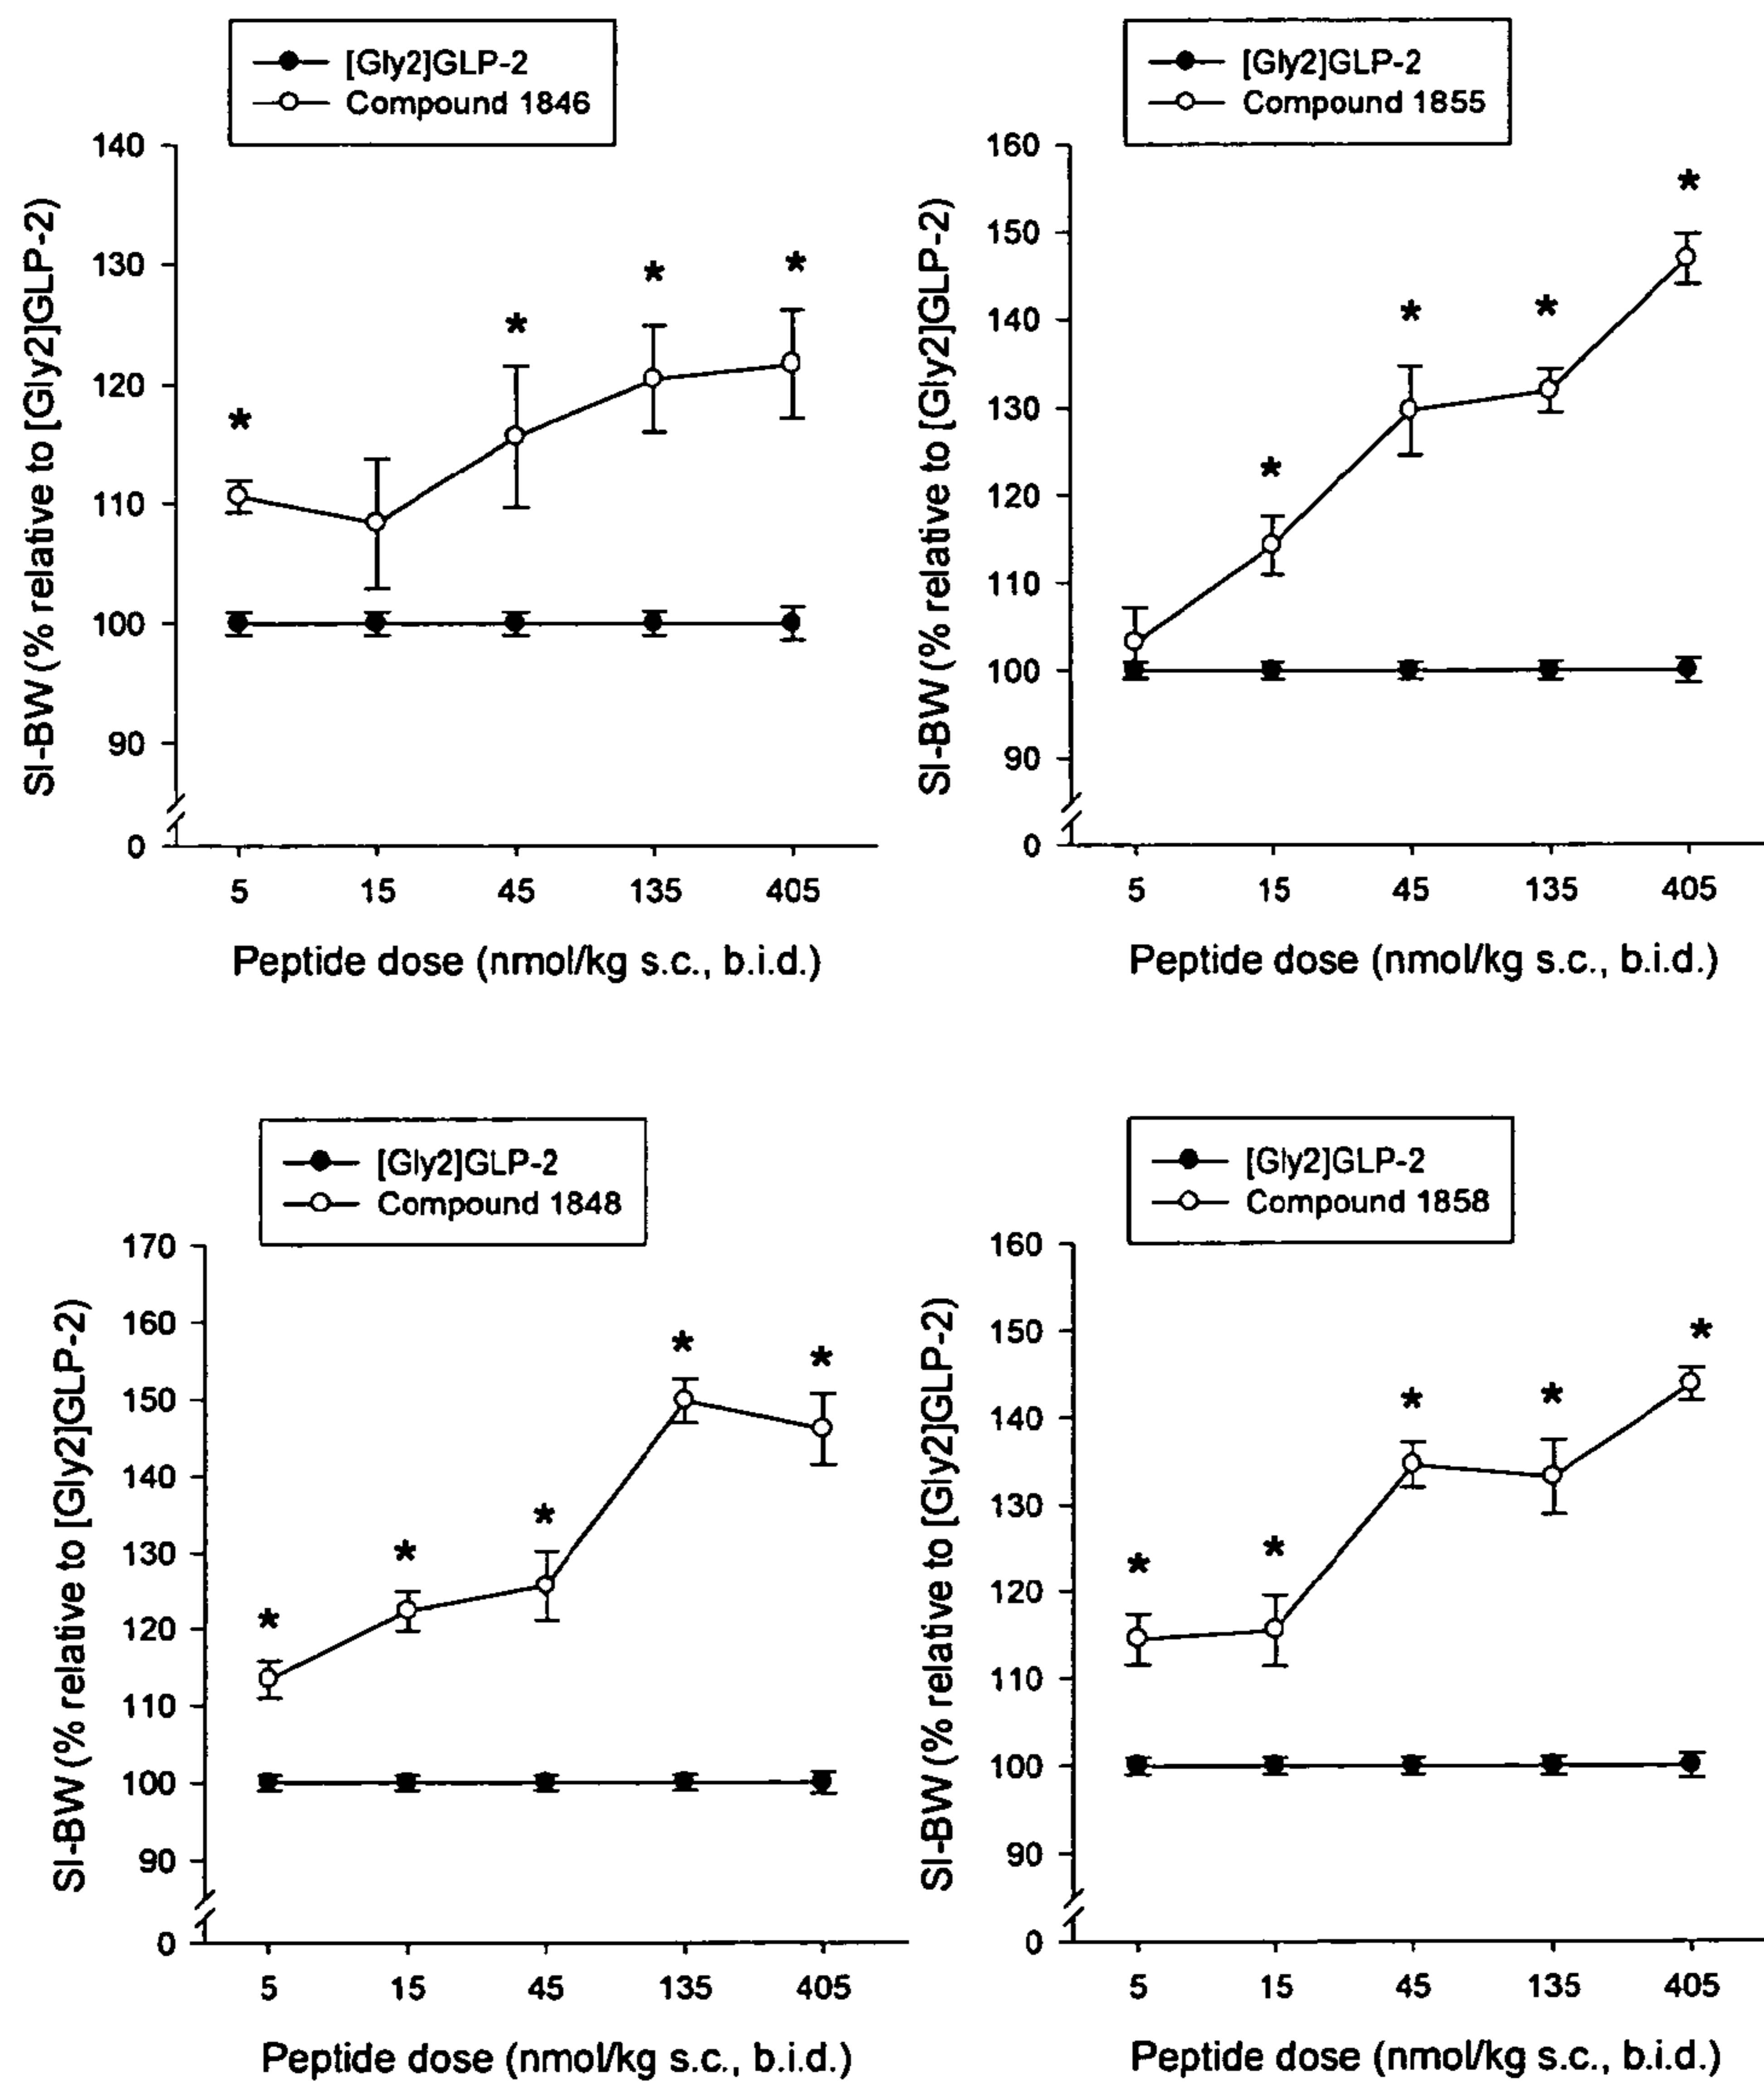 [Gly2]GLP-2
Compound 1846
SI-BW (% relative to [Gly2]GLP-2)
140
130
*
*
*
120
*
110
100
90
0
5 15 45 135 405
Peptide dose (nmol/kg s.c., b.i.d.)
[Gly2]GLP-2
Compound 1855
SI-BW (% relative to [Gly2]GLP-2)
160
*
150
140
*
*
130
*
120
110
100
90
0
5 15 45 135 405
Peptide dose (nmol/kg s.c., b.i.d.)
[Gly2]GLP-2
Compound 1848
SI-BW (% relative to [Gly2]GLP-2)
170
160
*
*
150
140
*
130
*
*
120
110
100
90
0
5 15 45 135 405
Peptide dose (nmol/kg s.c., b.i.d.)
[Gly2]GLP-2
Compound 1858
SI-BW (% relative to [Gly2]GLP-2)
160
150
*
*
*
140
130
*
*
120
110
100
90
0
5 15 45 135 405
Peptide dose (nmol/kg s.c., b.i.d.)